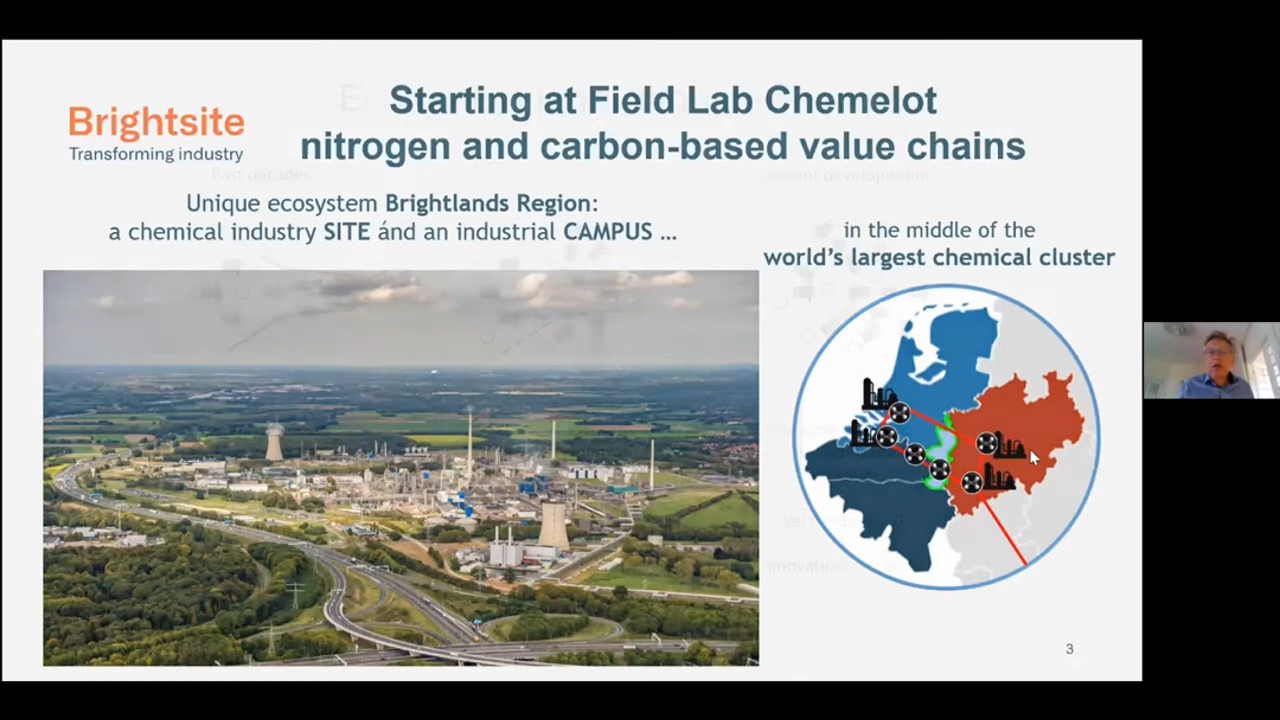 Brightsite
Transforming industry
Starting at Field Lab Chemelot
nitrogen and carbon-based value chains
Unique ecosystem Brightlands Region:
a chemical industry SITE ánd an industrial CAMPUS ...
in the middle of the
world's largest chemical cluster
3